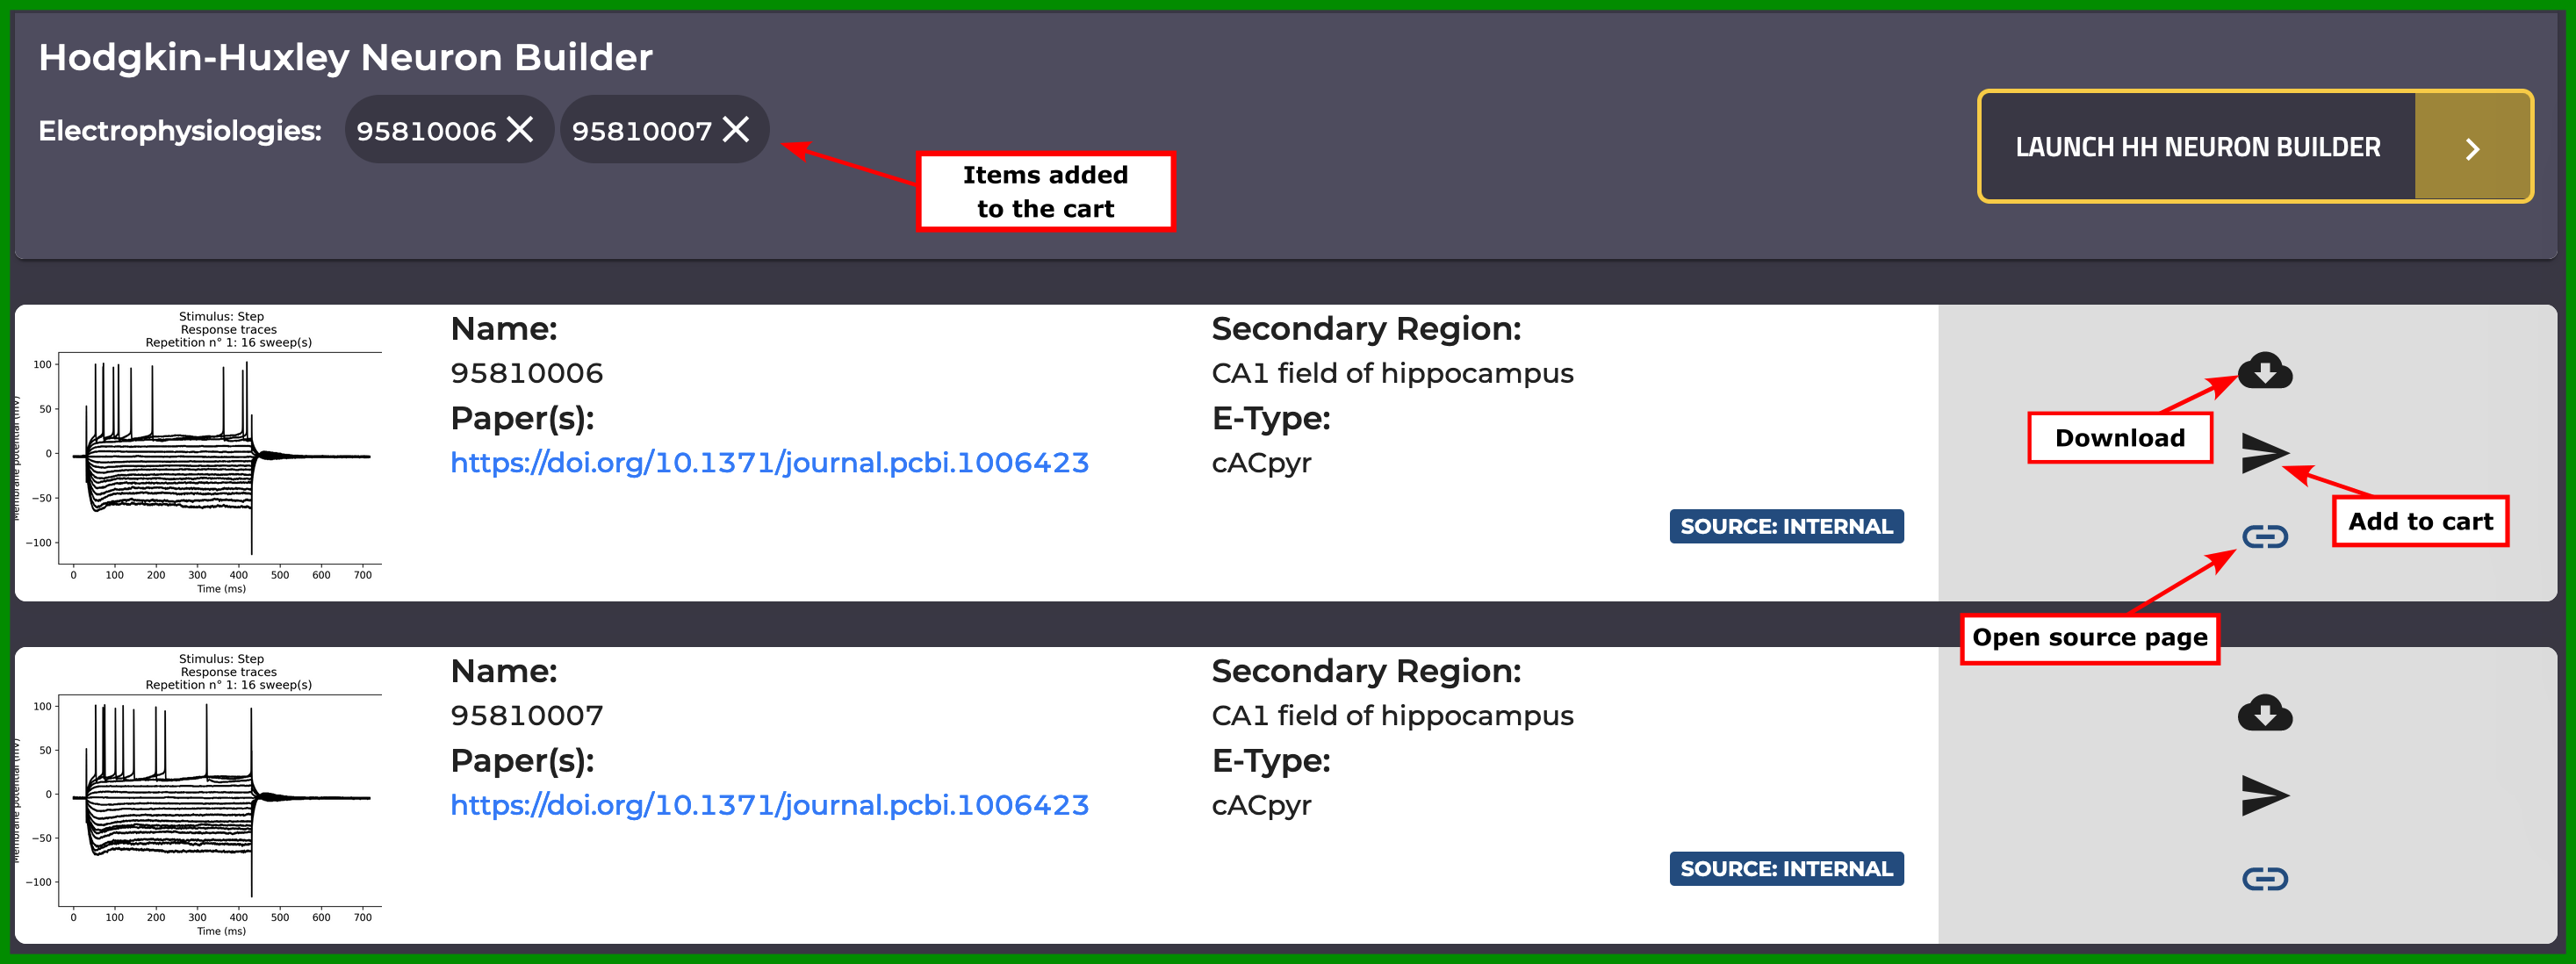 Hodgkin-Huxley Neuron Builder
Electrophysiologies: 95810006 95810007
LAUNCH HH NEURON BUILDER
Items added
to the cart
Stimulus: Step
Response traces
Repetition n° 1: 16 sweep(s)
100
50
0
−50
−100
Membrane potential (mV)
0 100 200 300 400 500 600 700
Time (ms)
Name:
95810006
Paper(s):
https://doi.org/10.1371/journal.pcbi.1006423
Secondary Region:
CA1 field of hippocampus
E-Type:
cACpyr
SOURCE: INTERNAL
Download
Add to cart
Open source page
Stimulus: Step
Response traces
Repetition n° 1: 16 sweep(s)
100
50
0
−50
−100
Membrane potential (mV)
0 100 200 300 400 500 600 700
Time (ms)
Name:
95810007
Paper(s):
https://doi.org/10.1371/journal.pcbi.1006423
Secondary Region:
CA1 field of hippocampus
E-Type:
cACpyr
SOURCE: INTERNAL